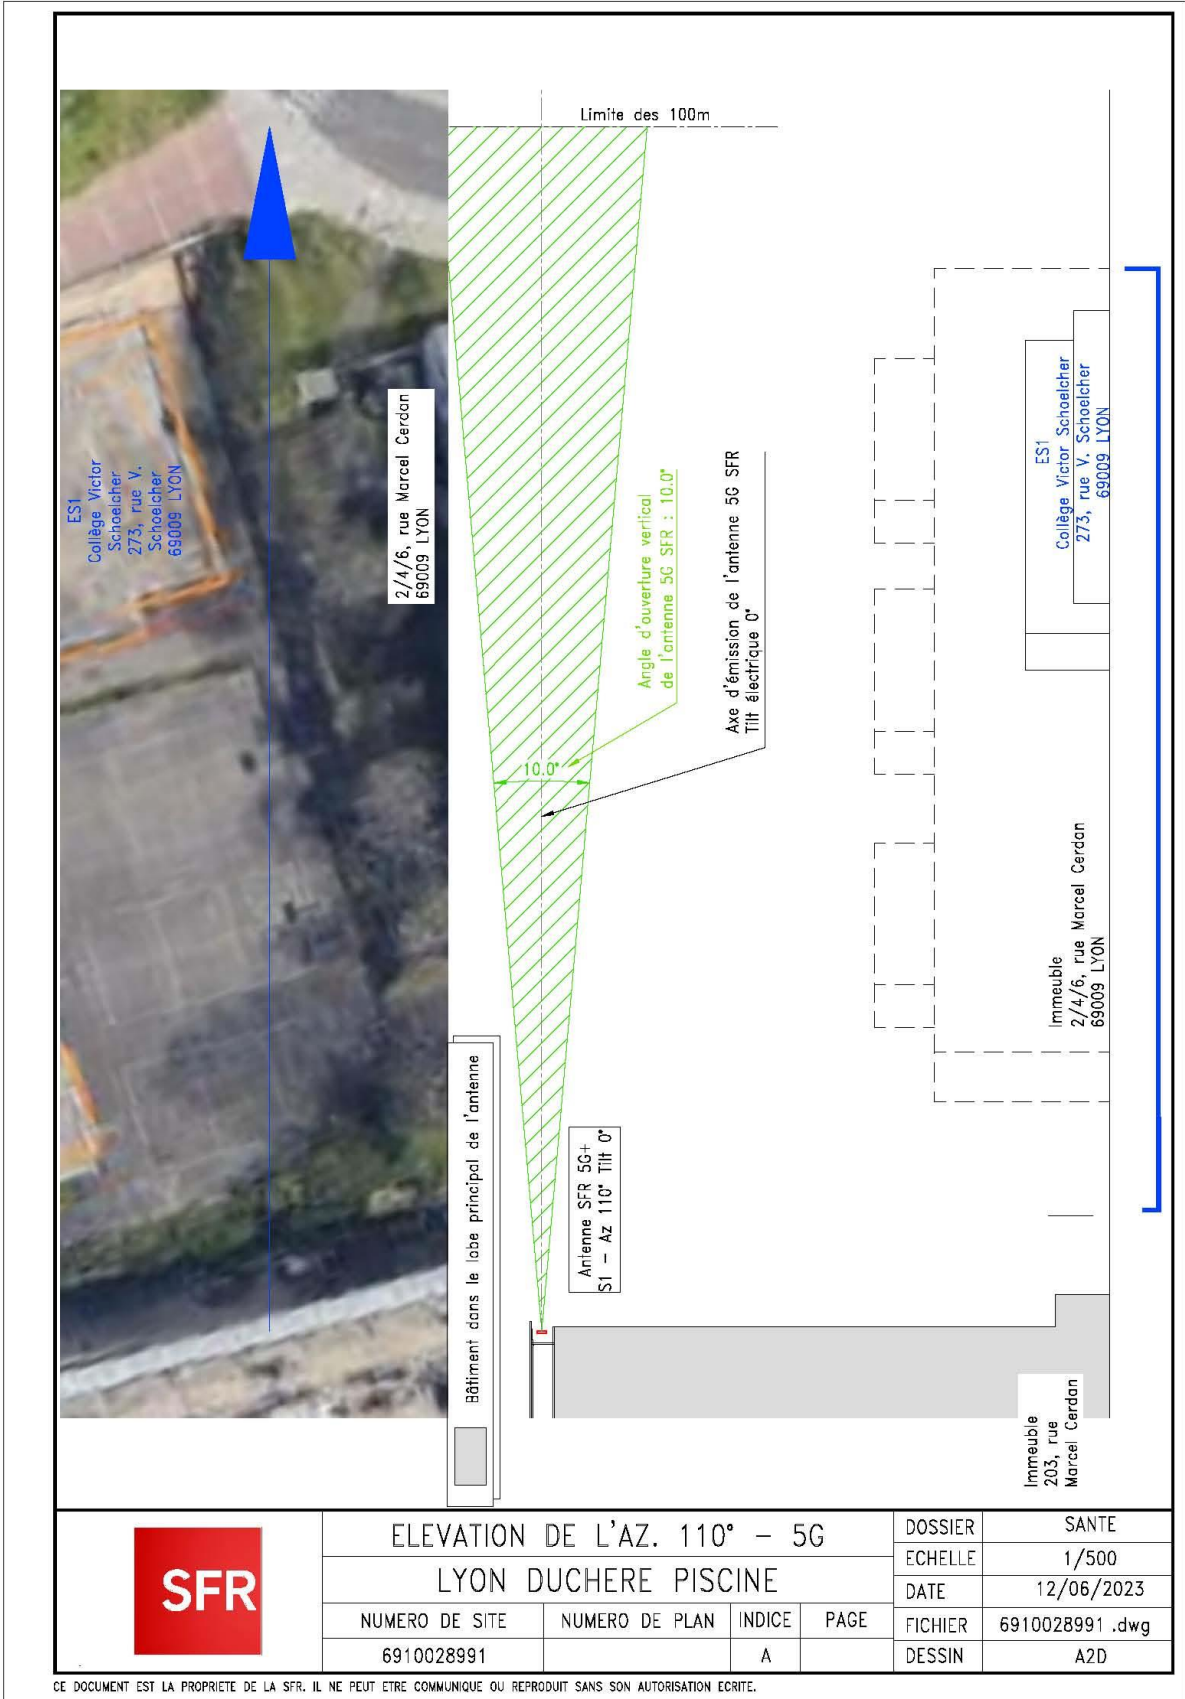 Limite des 100m
ES1
Collège Victor
Schoelcher
273, rue V.
Schoelcher
69009 LYON
2/4/6, rue Marcel Cerdan
69009 LYON
Angle d'ouverture vertical
de l'antenne 5G SFR : 10.0°
Axe d'émission de l'antenne 5G SFR
Tilt électrique 0°
10.0°
ES1
Collège Victor Schoelcher
273, rue V. Schoelcher
69009 LYON
Immeuble
2/4/6, rue Marcel Cerdan
69009 LYON
Bâtiment dans le lobe principal de l'antenne
Antenne SFR 5G+
S1 - Az 110° Tilt 0°
Immeuble
203, rue
Marcel Cerdan
SFR
ELEVATION DE L'AZ. 110° - 5G
LYON DUCHERE PISCINE
NUMERO DE SITE NUMERO DE PLAN INDICE PAGE
6910028991 A
DOSSIER SANTE
ECHELLE 1/500
DATE 12/06/2023
FICHIER 6910028991 .dwg
DESSIN A2D
CE DOCUMENT EST LA PROPRIETE DE LA SFR. IL NE PEUT ETRE COMMUNIQUE OU REPRODUIT SANS SON AUTORISATION ECRITE.